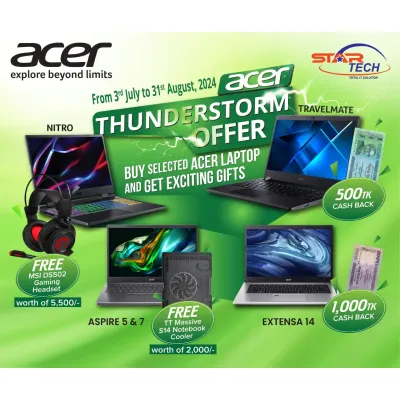 acer
explore beyond limits
STAR
TECH
TOTAL IT SOLUTION
From 3rd July to 31st August, 2024
acer
THUNDERSTORM
OFFER
BUY SELECTED ACER LAPTOP
AND GET EXCITING GIFTS
NITRO
TRAVELMATE
500TK
CASH BACK
FREE
MSI DS502
Gaming
Headset
worth of 5,500/-
ASPIRE 5 & 7
FREE
TT Massive
S14 Notebook
Cooler
worth of 2,000/-
EXTENSA 14
1,000TK
CASH BACK